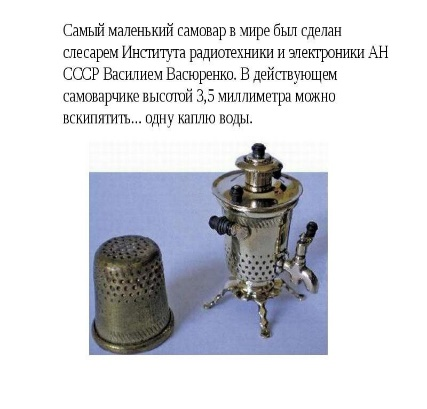 Самый маленький самовар в мире был сделан
слесарем Института радиотехники и электроники АН
СССР Василием Васюренко. В действующем
самоварчике высотой 3,5 миллиметра можно
вскипятить... одну каплю воды.